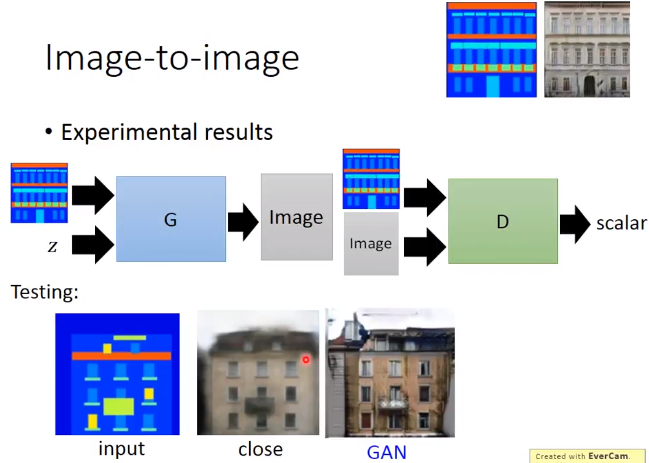 Image-to-image
• Experimental results
G
Image
z
Image
D
scalar
Testing:
input
close
GAN
Created with EverCam.